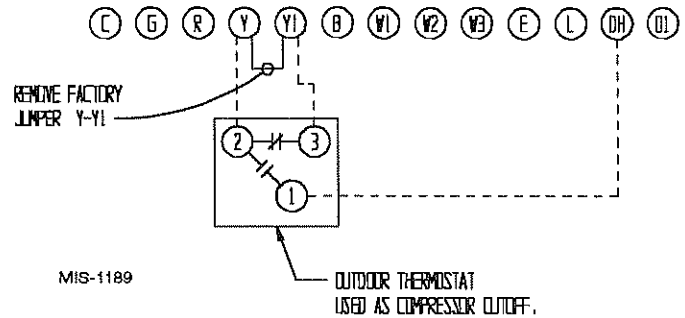 C G R Y Y1 B W1 W2 W3 E L DH O1
REMOVE FACTORY
JUMPER Y-Y1
2 3
1
MIS-1189
OUTDOOR THERMOSTAT
USED AS COMPRESSOR CUTOFF.